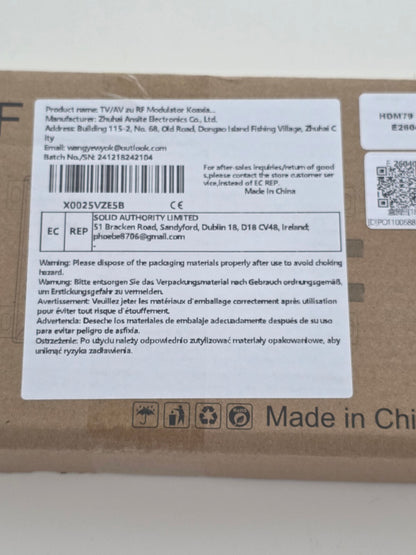 F
Product name: TV/AV zu RF Modulator Koaxia...
Manufacturer: Zhuhai Ansite Electronics Co., Ltd.
Address: Building 115-2, No. 68, Old Road, Dongao Island Fishing Village, Zhuhai C
ity
Email: wangyewyok@outlook.com
Batch No./SN: 241218242104
For after-sales inquiries/return of good
s,please contact the store customer ser
vice,instead of EC REP.
Made in China
X0025VZE5B
CE
EC REP
SOLID AUTHORITY LIMITED
51 Bracken Road, Sandyford, Dublin 18, D18 CV48, Ireland;
phoebe8706@gmail.com
-
Warning: Please dispose of the packaging materials properly after use to avoid choking
hazard.
Warnung: Bitte entsorgen Sie das Verpackungsmaterial nach Gebrauch ordnungsgemäß,
um Erstickungsgefahr zu vermeiden.
Avertissement: Veuillez jeter les matériaux d'emballage correctement après utilisation
pour éviter tout risque d'étouffement.
Advertencia: Deseche los materiales de embalaje adecuadamente después de su uso
para evitar peligro de asfixia.
Ostrzeżenie: Po użyciu należy odpowiednio zutylizować materiały opakowaniowe, aby
uniknąć ryzyka zadławienia.
HDM79
E2604
E 26040
Made in Chi